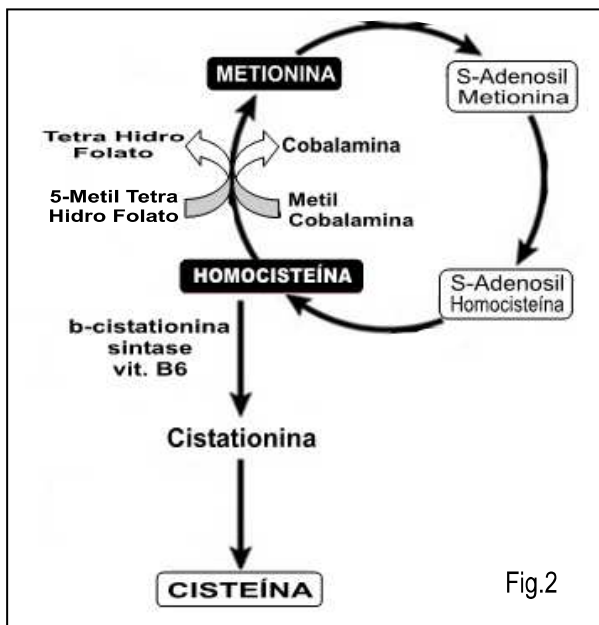 METIONINA
S-Adenosil
Metionina
Tetra Hidro
Folato
Cobalamina
5-Metil Tetra
Hidro Folato
Metil
Cobalamina
HOMOCISTEÍNA
S-Adenosil
Homocisteína
b-cistationina
sintase
vit. B6
Cistationina
CISTEÍNA
Fig.2